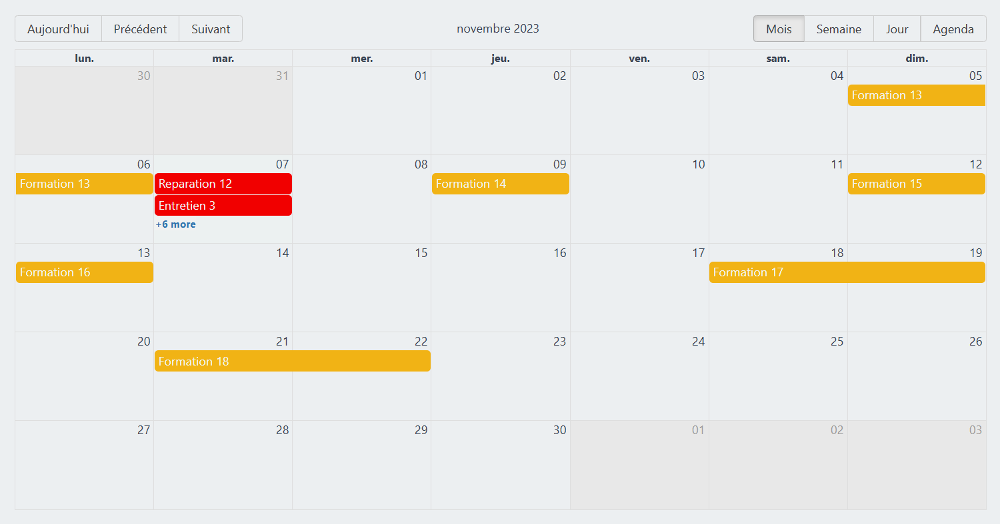 Aujourd'hui Précédent Suivant novembre 2023 Mois Semaine Jour Agenda
lun. mar. mer. jeu. ven. sam. dim.
30 31 01 02 03 04 05
Formation 13
06 07 08 09 10 11 12
Formation 13 Reparation 12 Formation 14 Formation 15
Entretien 3
+6 more
13 14 15 16 17 18 19
Formation 16 Formation 17
20 21 22 23 24 25 26
Formation 18
27 28 29 30 01 02 03